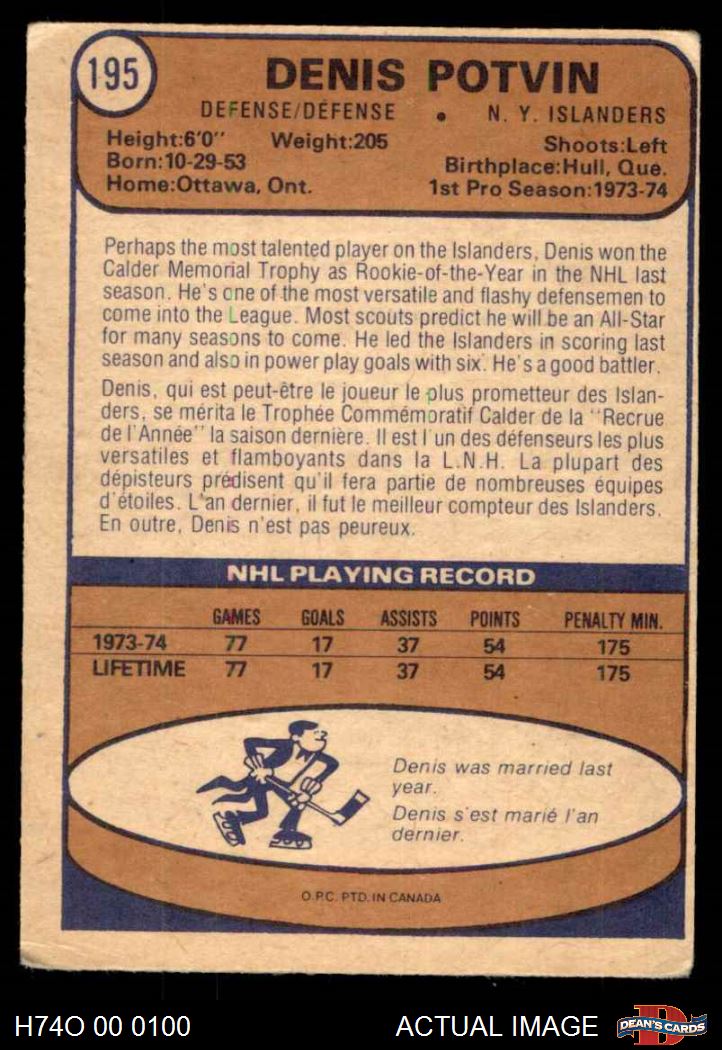 195
DENIS POTVIN
DEFENSE/DÉFENSE • N. Y. ISLANDERS
Height:6'0" Weight:205 Shoots:Left
Born:10-29-53 Birthplace:Hull, Que.
Home:Ottawa, Ont. 1st Pro Season:1973-74
Perhaps the most talented player on the Islanders, Denis won the
Calder Memorial Trophy as Rookie-of-the-Year in the NHL last
season. He's one of the most versatile and flashy defensemen to
come into the League. Most scouts predict he will be an All-Star
for many seasons to come. He led the Islanders in scoring last
season and also in power play goals with six. He's a good battler.
Denis, qui est peut-être le joueur le plus prometteur des Islan-
ders, se mérita le Trophée Commémoratif Calder de la "Recrue
de l'Année" la saison dernière. Il est l'un des défenseurs les plus
versatiles et flamboyants dans la L.N.H. La plupart des
dépisteurs prédisent qu'il fera partie de nombreuses équipes
d'étoiles. L'an dernier, il fut le meilleur compteur des Islanders.
En outre, Denis n'est pas peureux.
NHL PLAYING RECORD
GAMES GOALS ASSISTS POINTS PENALTY MIN.
1973-74 77 17 37 54 175
LIFETIME 77 17 37 54 175
Denis was married last
year.
Denis s'est marié l'an
dernier.
O.P.C. PTD. IN CANADA
H74O 00 0100 ACTUAL IMAGE DEAN'S CARDS